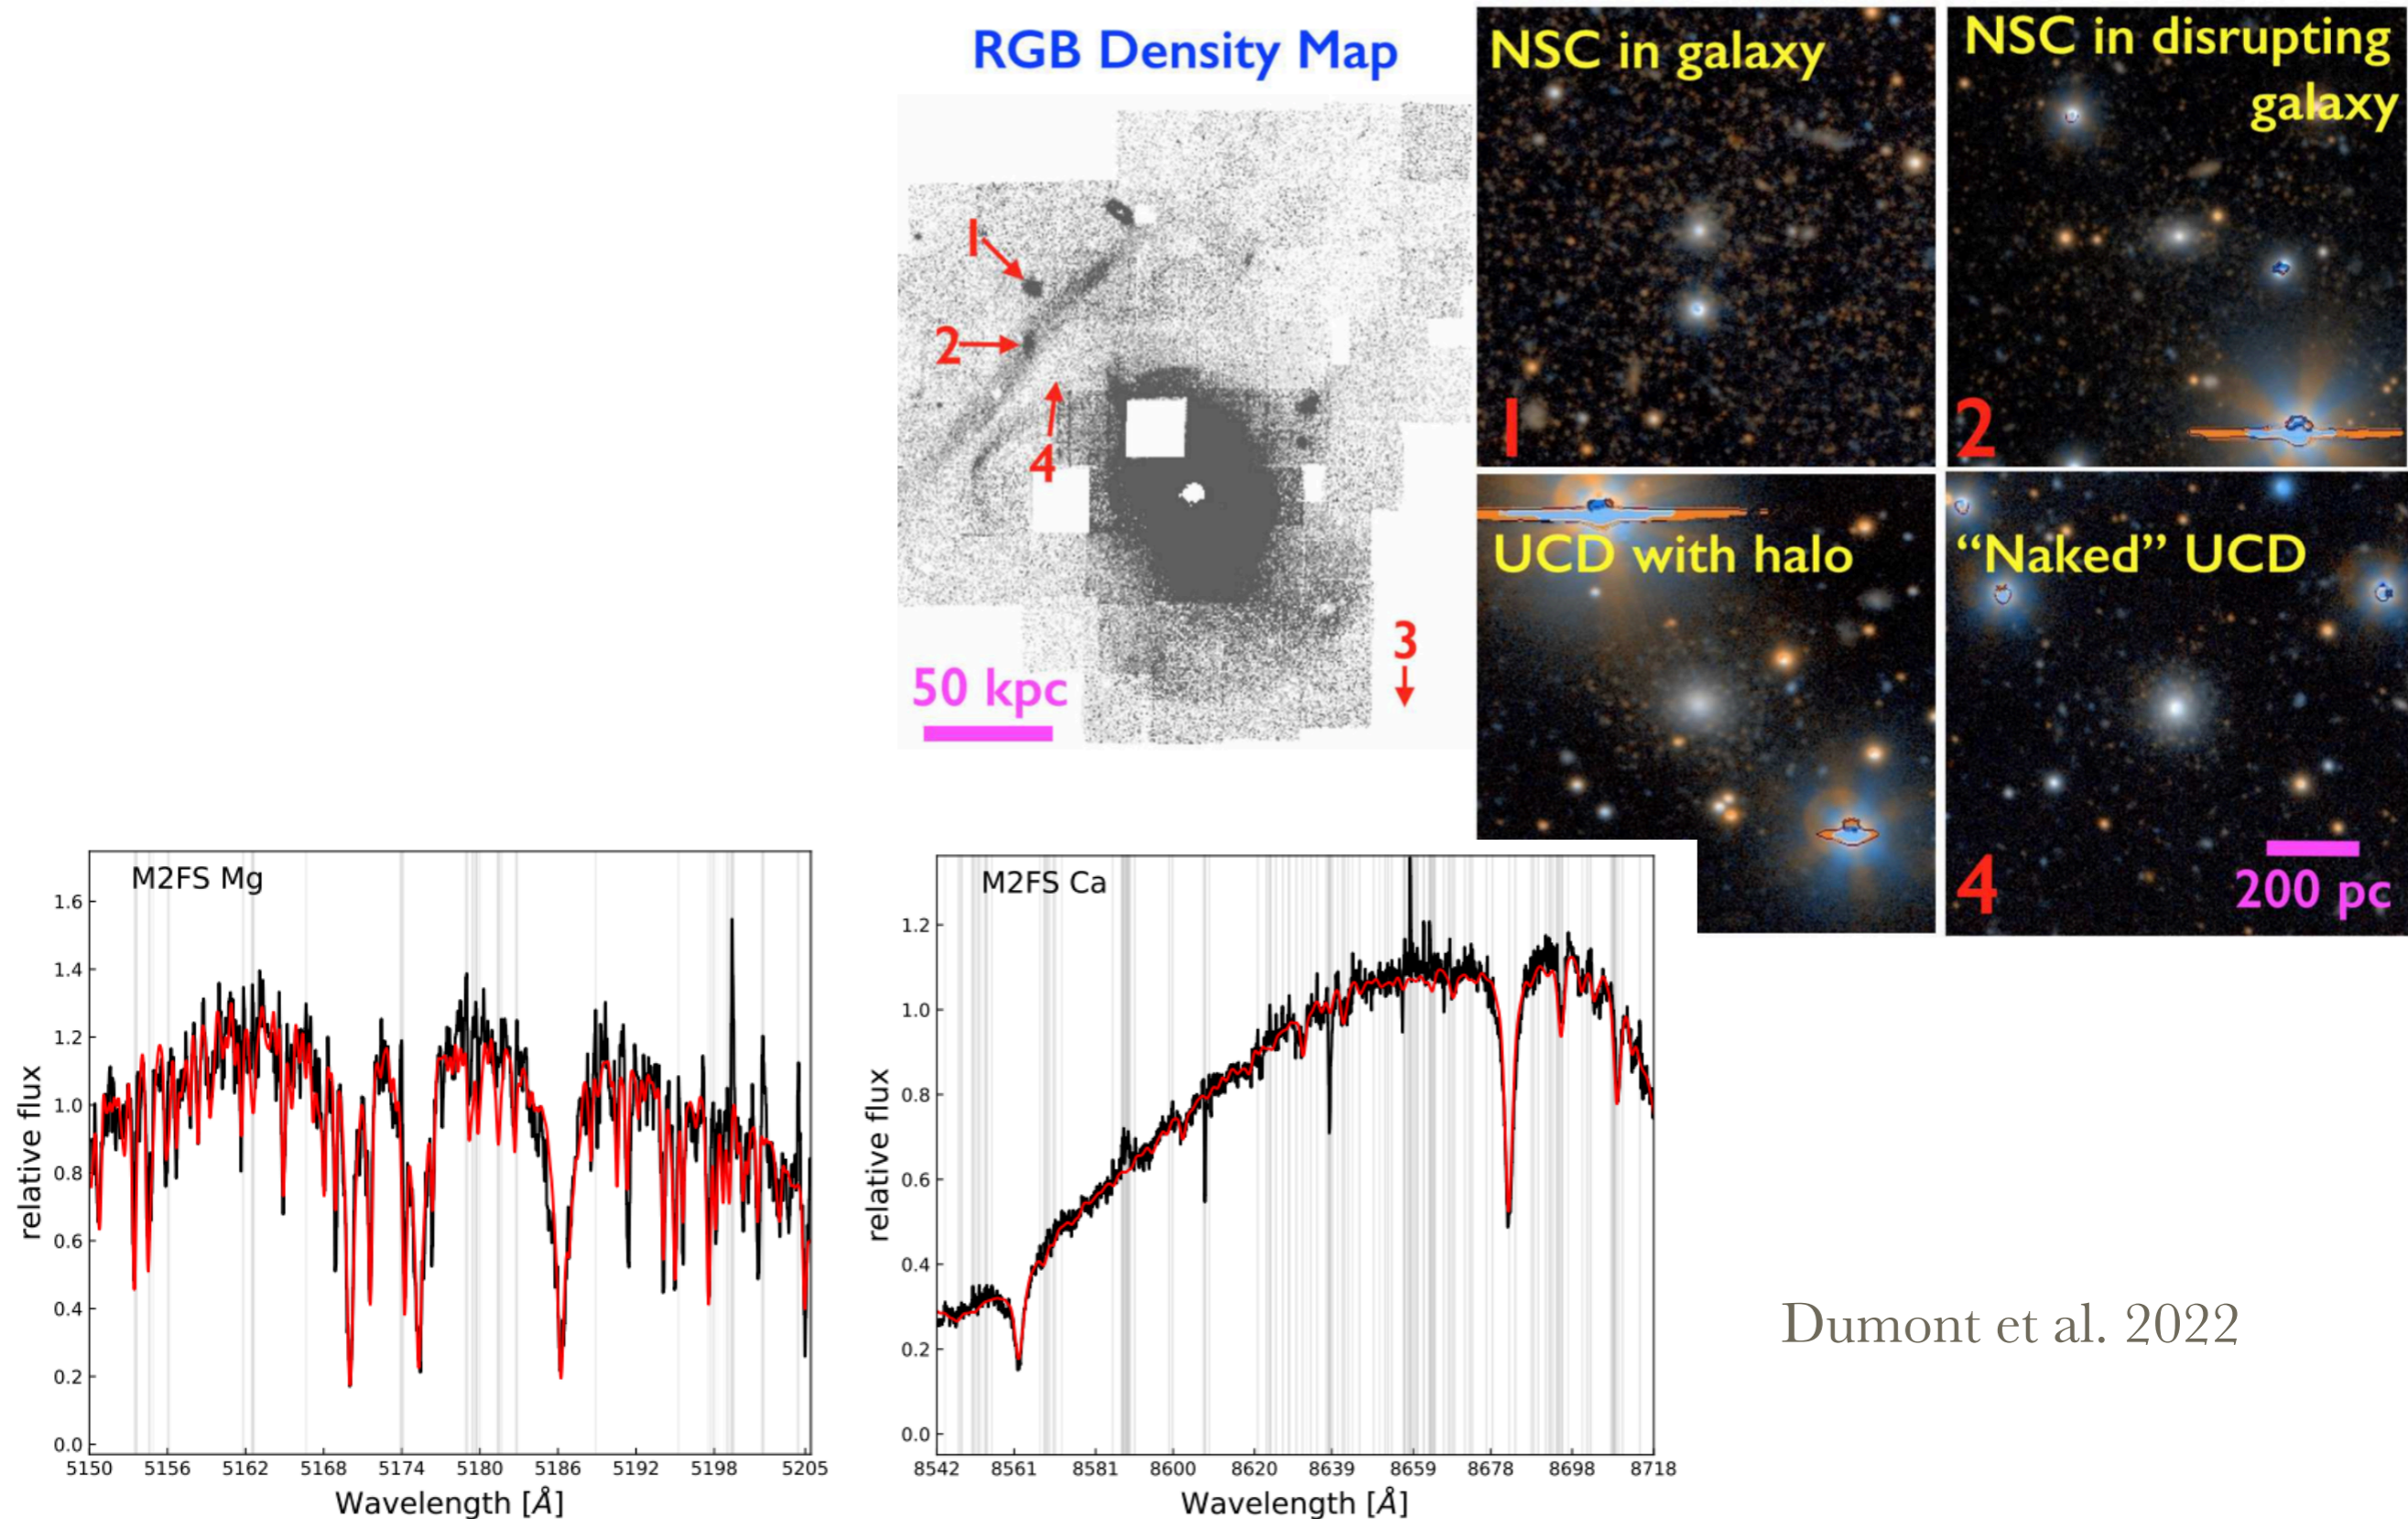 RGB Density Map
1
2
4
3
50 kpc
NSC in galaxy
1
NSC in disrupting
galaxy
2
UCD with halo
“Naked” UCD
4
200 pc
M2FS Mg
relative flux
1.6
1.4
1.2
1.0
0.8
0.6
0.4
0.2
0.0
5150 5156 5162 5168 5174 5180 5186 5192 5198 5205
Wavelength [Å]
M2FS Ca
relative flux
1.2
1.0
0.8
0.6
0.4
0.2
0.0
8542 8561 8581 8600 8620 8639 8659 8678 8698 8718
Wavelength [Å]
Dumont et al. 2022